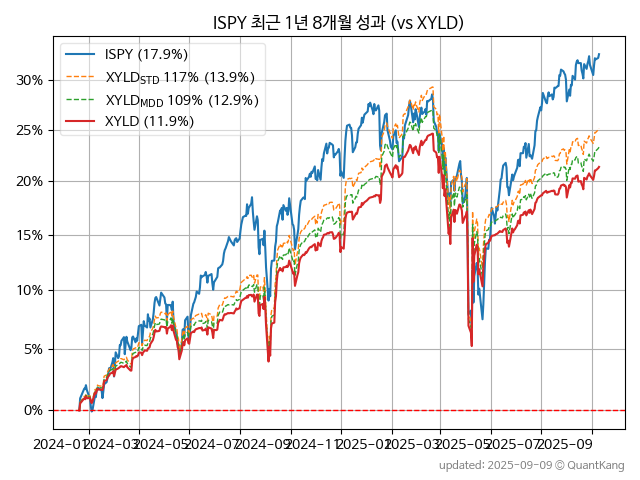 ISPY 최근 1년 8개월 성과 (vs XYLD)
ISPY (17.9%)
XYLD_STD 117% (13.9%)
XYLD_MDD 109% (12.9%)
XYLD (11.9%)
30%
25%
20%
15%
10%
5%
0%
2024−01 2024−03 2024−05 2024−07 2024−09 2024−11 2025−01 2025−03 2025−05 2025−07 2025−09
updated: 2025-09-09 © QuantKang